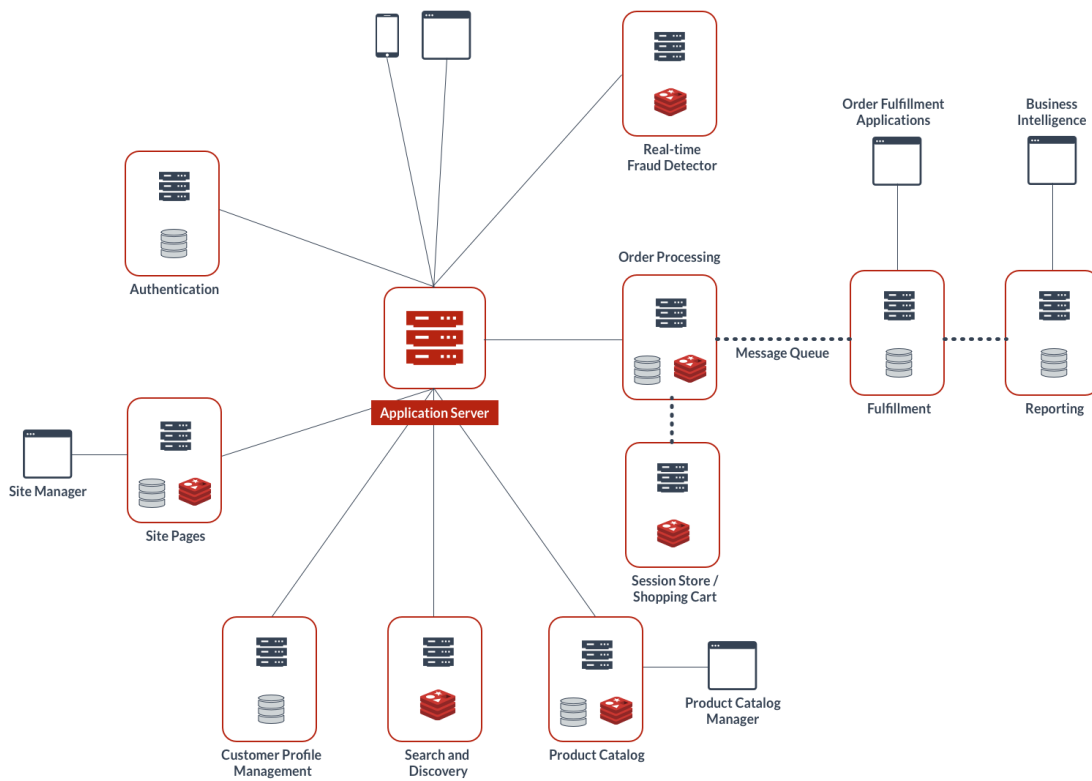 Real-time
Fraud Detector
Order Fulfillment
Applications
Business
Intelligence
Authentication
Order Processing
Message Queue
Application Server
Fulfillment
Reporting
Site Manager
Site Pages
Session Store /
Shopping Cart
Customer Profile
Management
Search and
Discovery
Product Catalog
Product Catalog
Manager